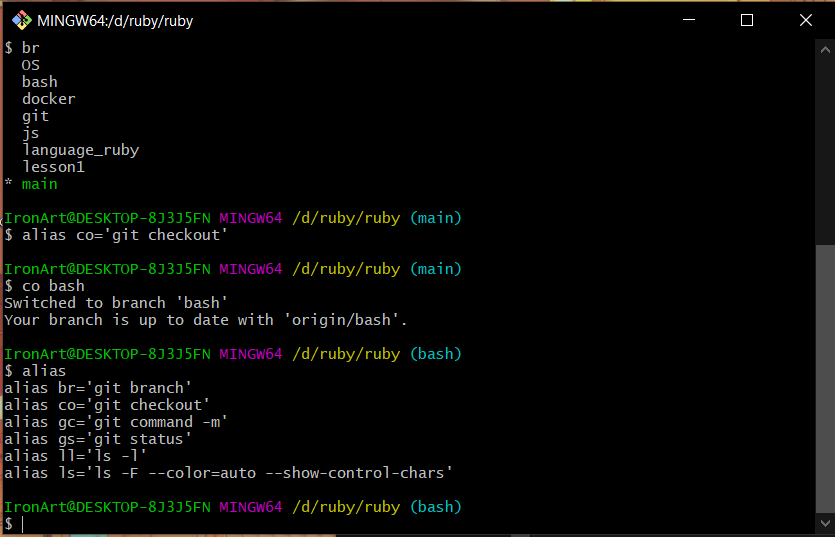 MINGW64:/d/ruby/ruby
$ br
  OS
  bash
  docker
  git
  js
  language_ruby
  lesson1
* main

IronArt@DESKTOP-8J3J5FN MINGW64 /d/ruby/ruby (main)
$ alias co='git checkout'

IronArt@DESKTOP-8J3J5FN MINGW64 /d/ruby/ruby (main)
$ co bash
Switched to branch 'bash'
Your branch is up to date with 'origin/bash'.

IronArt@DESKTOP-8J3J5FN MINGW64 /d/ruby/ruby (bash)
$ alias
alias br='git branch'
alias co='git checkout'
alias gc='git command -m'
alias gs='git status'
alias ll='ls -l'
alias ls='ls -F --color=auto --show-control-chars'

IronArt@DESKTOP-8J3J5FN MINGW64 /d/ruby/ruby (bash)
$